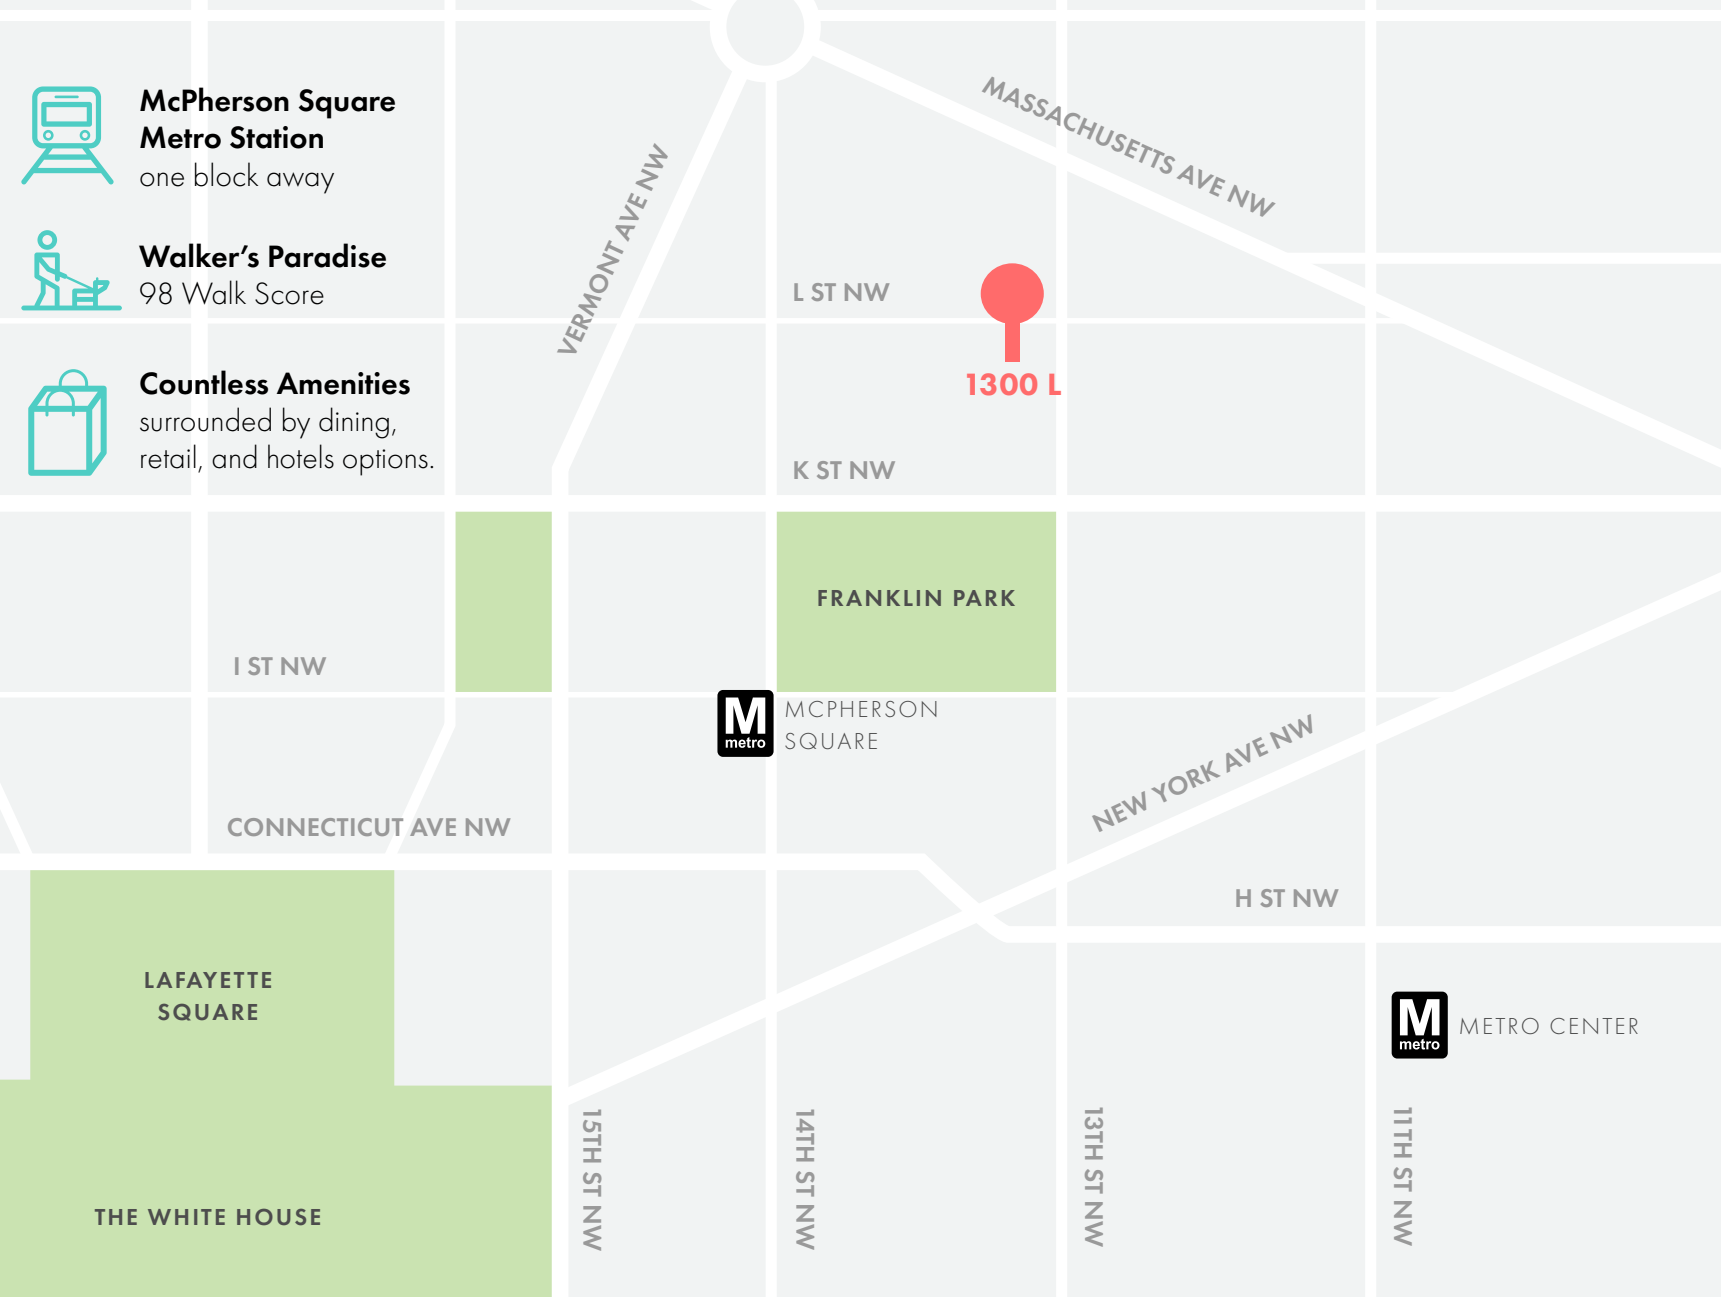 McPherson Square
Metro Station
one block away
Walker's Paradise
98 Walk Score
Countless Amenities
surrounded by dining,
retail, and hotels options.
MASSACHUSETTS AVE NW
VERMONT AVE NW
L ST NW
1300 L
K ST NW
FRANKLIN PARK
I ST NW
M
metro
MCPHERSON
SQUARE
NEW YORK AVE NW
CONNECTICUT AVE NW
H ST NW
LAFAYETTE
SQUARE
M
metro
METRO CENTER
15TH ST NW
14TH ST NW
13TH ST NW
11TH ST NW
THE WHITE HOUSE